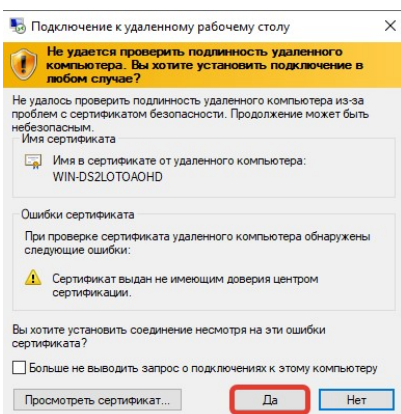 Подключение к удаленному рабочему столу
Не удается проверить подлинность удаленного
компьютера. Вы хотите установить подключение в
любом случае?
Не удалось проверить подлинность удаленного компьютера из-за
проблем с сертификатом безопасности. Продолжение может быть
небезопасным.
Имя сертификата
Имя в сертификате от удаленного компьютера:
WIN-DS2LOTOAOHD
Ошибки сертификата
При проверке сертификата удаленного компьютера обнаружены
следующие ошибки:
Сертификат выдан не имеющим доверия центром
сертификации.
Вы хотите установить соединение несмотря на эти ошибки
сертификата?
Больше не выводить запрос о подключениях к этому компьютеру
Просмотреть сертификат... Да Нет